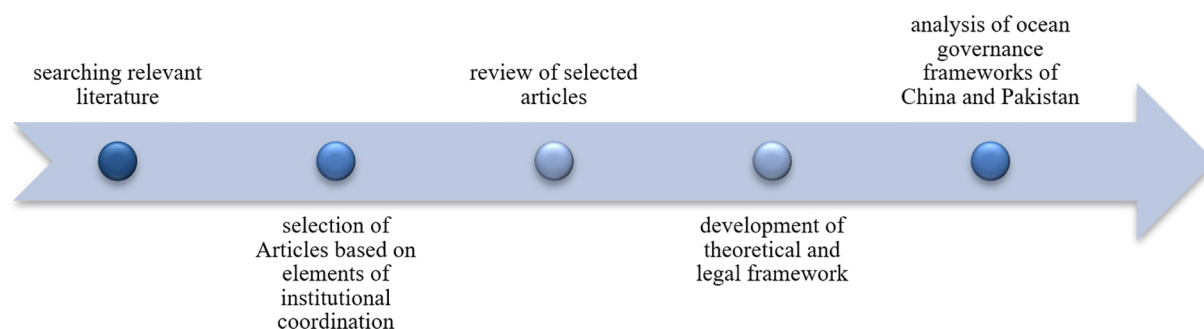 searching relevant
literature
selection of
Articles based on
elements of
institutional
coordination
review of selected
articles
development of
theoretical and
legal framework
analysis of ocean
governance
frameworks of
China and Pakistan